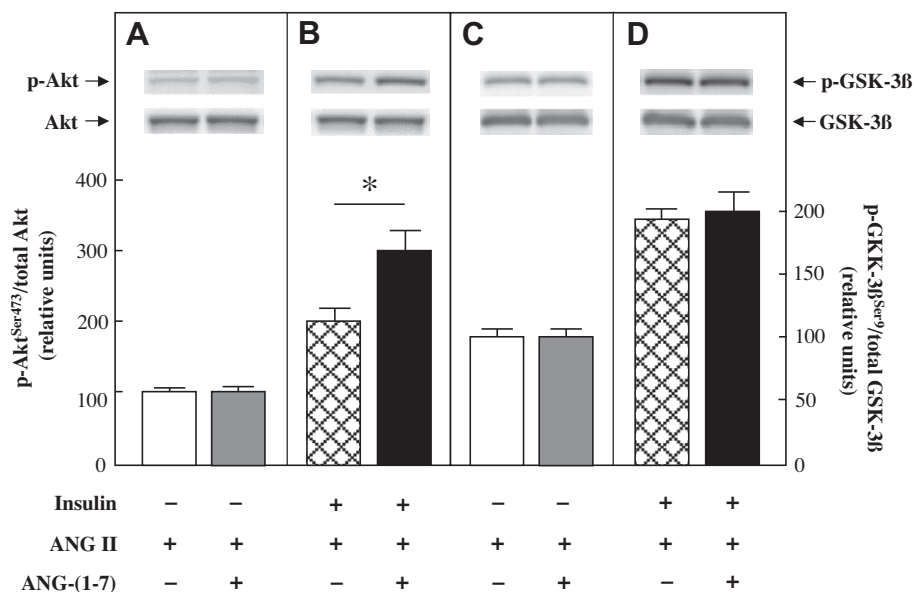 A B C D
p-Akt p-GSK-3ß
Akt GSK-3ß
*
p-Akt^Ser473/total Akt
(relative units)
400
300
200
100
0
200
150
100
50
0
p-GKK-3ß^Ser9/total GSK-3ß
(relative units)
Insulin – – + + – – + +
ANG II + + + + + + + +
ANG-(1-7) – + – + – + – +